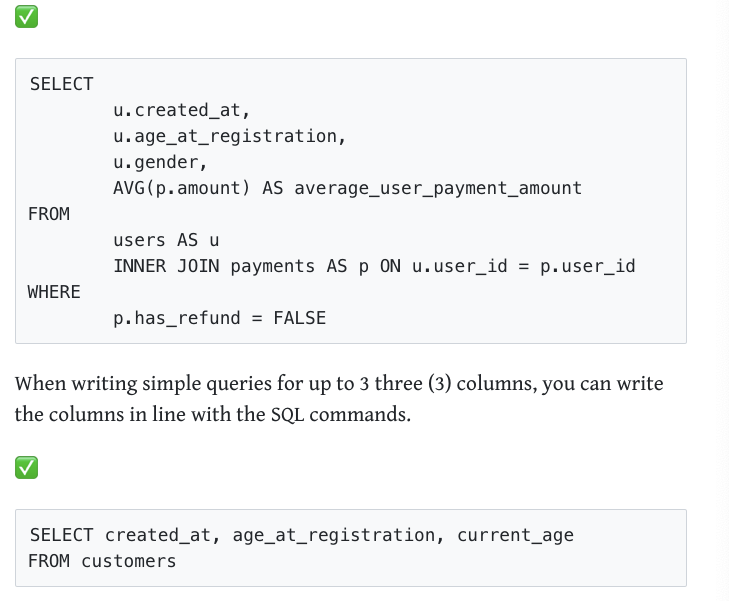 SELECT
u.created_at,
u.age_at_registration,
u.gender,
AVG(p.amount) AS average_user_payment_amount
FROM
users AS u
INNER JOIN payments AS p ON u.user_id = p.user_id
WHERE
p.has_refund = FALSE
When writing simple queries for up to 3 three (3) columns, you can write
the columns in line with the SQL commands.
SELECT created_at, age_at_registration, current_age
FROM customers